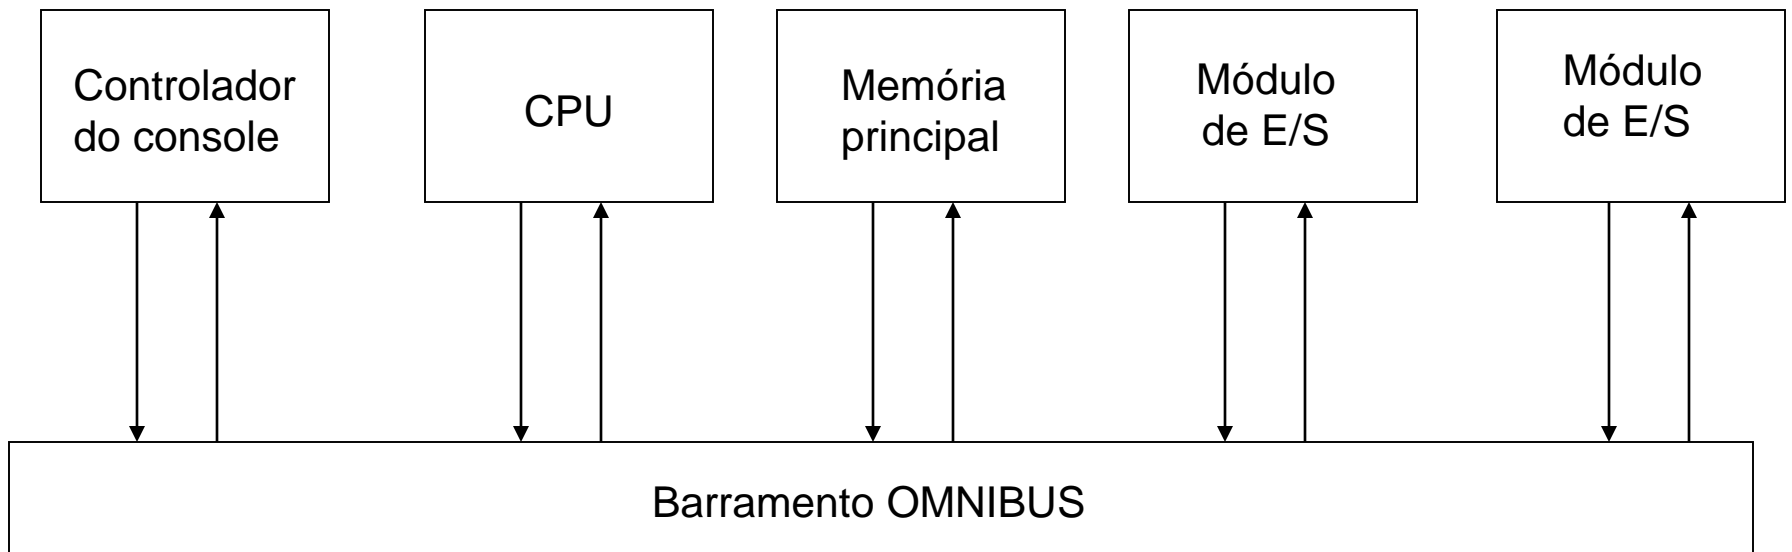 Controlador
do console
CPU
Memória
principal
Módulo
de E/S
Módulo
de E/S
Barramento OMNIBUS